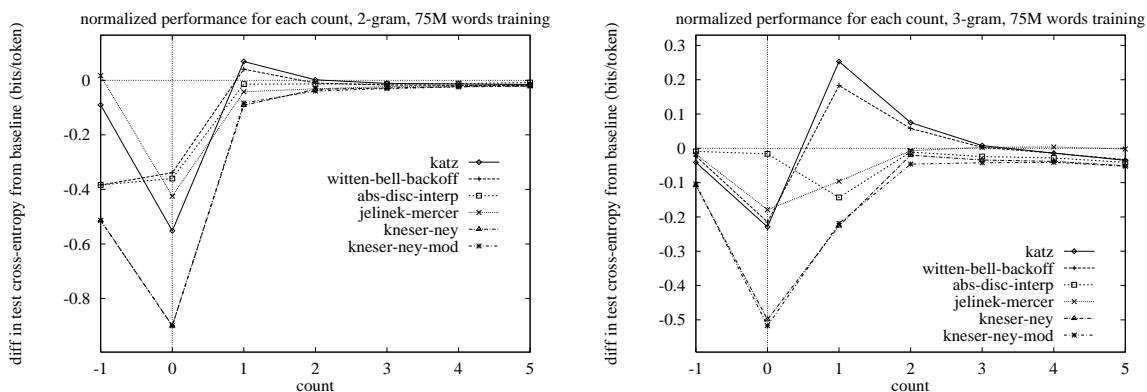 normalized performance for each count, 2-gram, 75M words training
diff in test cross-entropy from baseline (bits/token)
0
-0.2
-0.4
-0.6
-0.8
katz
witten-bell-backoff
abs-disc-interp
jelinek-mercer
kneser-ney
kneser-ney-mod
-1 0 1 2 3 4 5
count
normalized performance for each count, 3-gram, 75M words training
diff in test cross-entropy from baseline (bits/token)
0.3
0.2
0.1
0
-0.1
-0.2
-0.3
-0.4
-0.5
katz
witten-bell-backoff
abs-disc-interp
jelinek-mercer
kneser-ney
kneser-ney-mod
-1 0 1 2 3 4 5
count